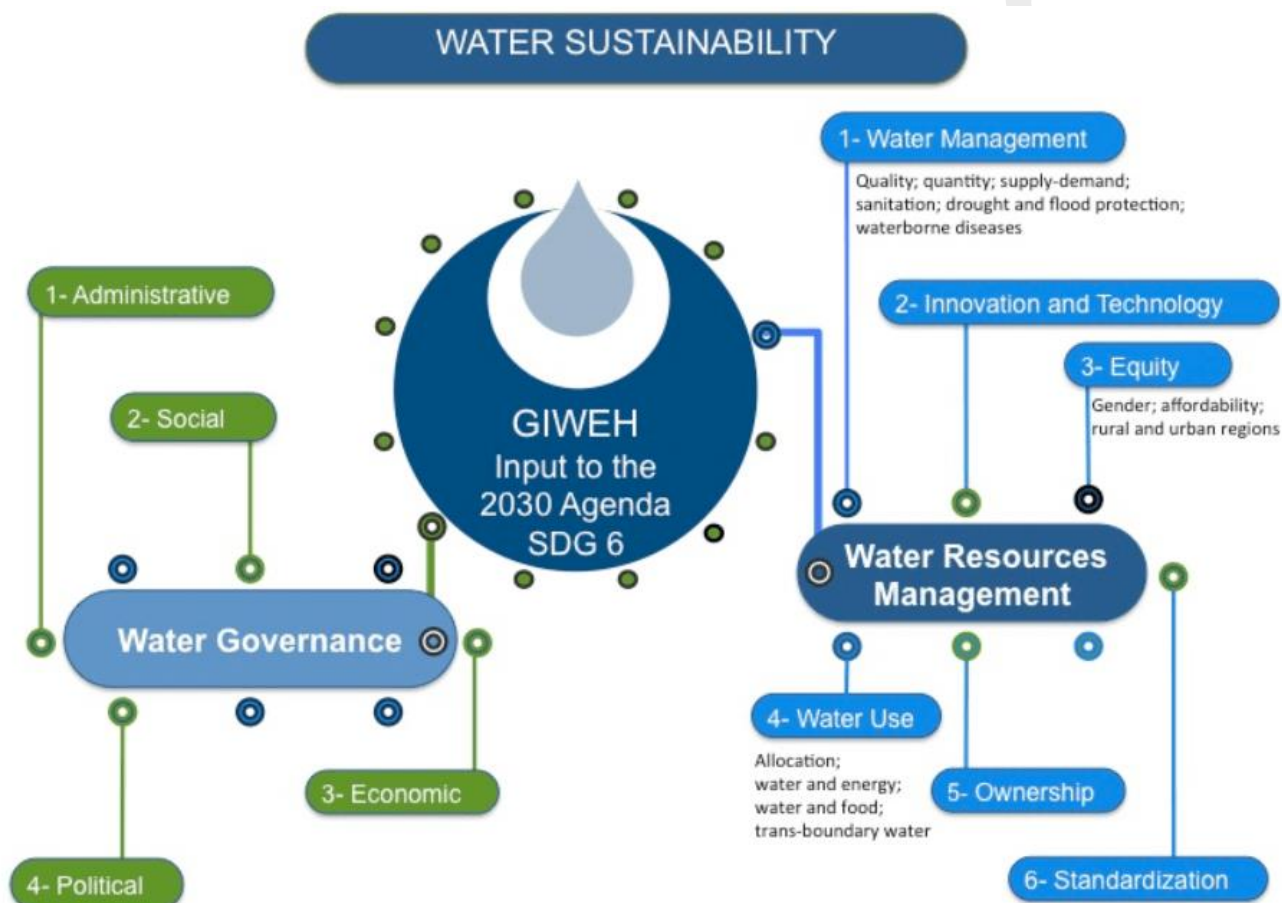 WATER SUSTAINABILITY
1- Water Management
Quality; quantity; supply-demand;
sanitation; drought and flood protection;
waterborne diseases
1- Administrative
2- Innovation and Technology
3- Equity
Gender; affordability;
rural and urban regions
2- Social
GIWEH
Input to the
2030 Agenda
SDG 6
Water Resources
Management
Water Governance
4- Water Use
Allocation;
water and energy;
water and food;
trans-boundary water
3- Economic
5- Ownership
4- Political
6- Standardization